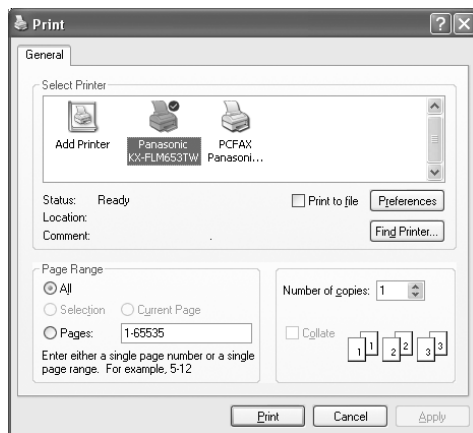 Print
General
Select Printer
Add Printer
Panasonic
KX-FLM653TW
PCFAX
Panasoni...
Status: Ready
Location:
Comment:
Print to file
Preferences
Find Printer...
Page Range
All
Selection
Current Page
Pages: 1-65535
Enter either a single page number or a single
page range. For example, 5-12
Number of copies: 1
Collate
1 1 2 2 3 3
Print
Cancel
Apply